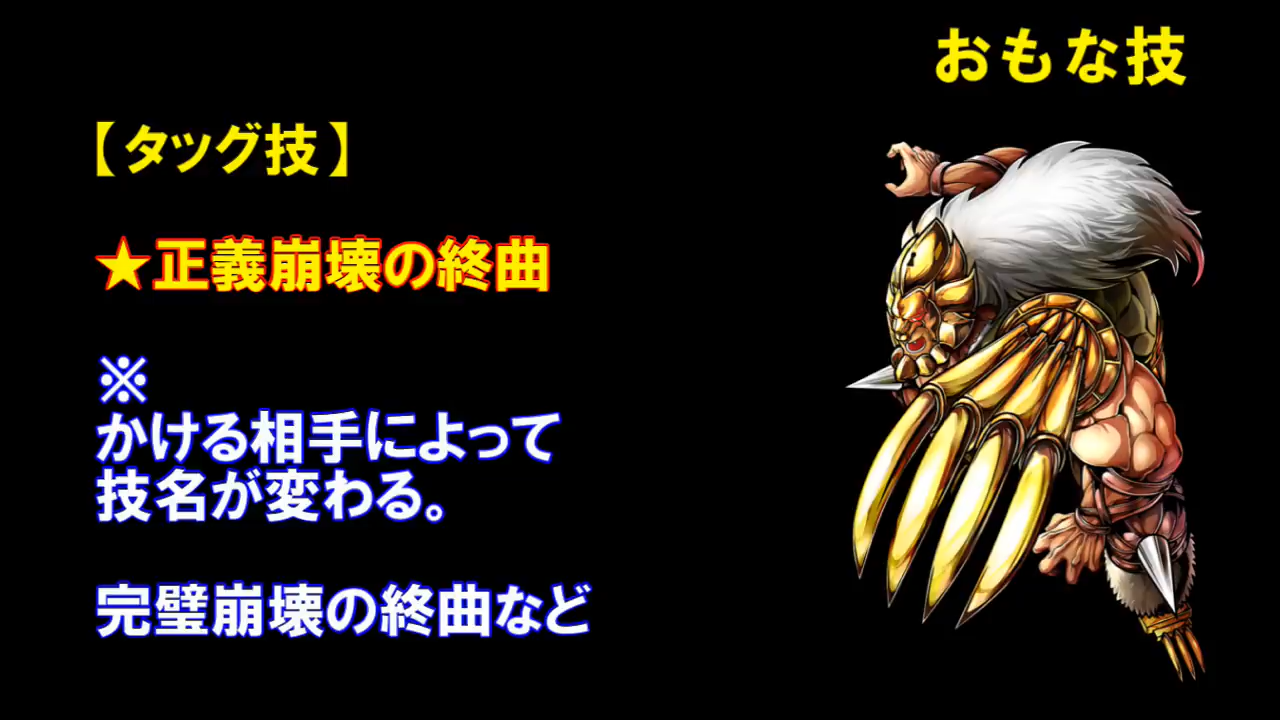 おもな技
【タッグ技】
★正義崩壊の終曲
※
かける相手によって
技名が変わる。
完璧崩壊の終曲など